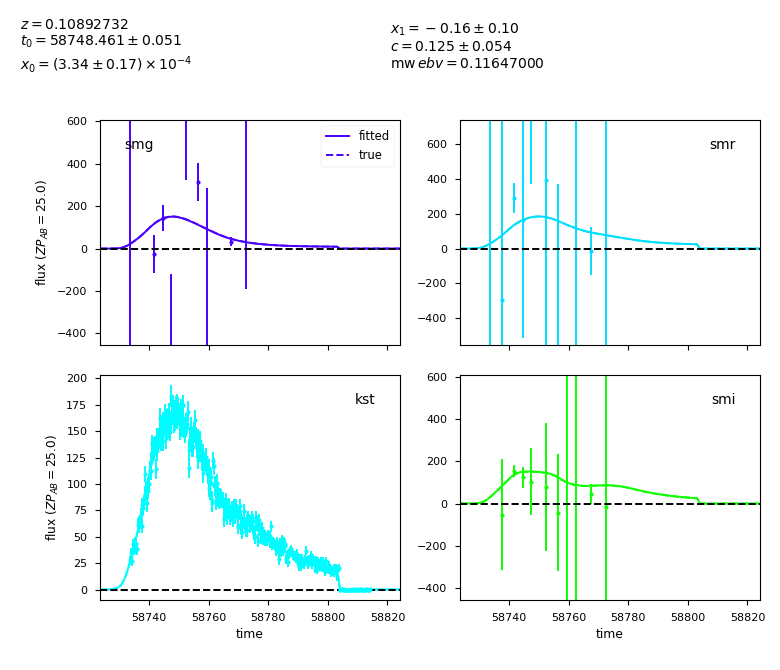 z = 0.10892732
t₀ = 58748.461 ± 0.051
x₀ = (3.34 ± 0.17) × 10⁻⁴
x₁ = −0.16 ± 0.10
c = 0.125 ± 0.054
mw ebv = 0.11647000
smg
fitted
true
600
400
200
0
−200
−400
flux (ZP_AB = 25.0)
smr
600
400
200
0
−200
−400
kst
200
175
150
125
100
75
50
25
0
flux (ZP_AB = 25.0)
58740 58760 58780 58800 58820
time
smi
600
400
200
0
−200
−400
58740 58760 58780 58800 58820
time